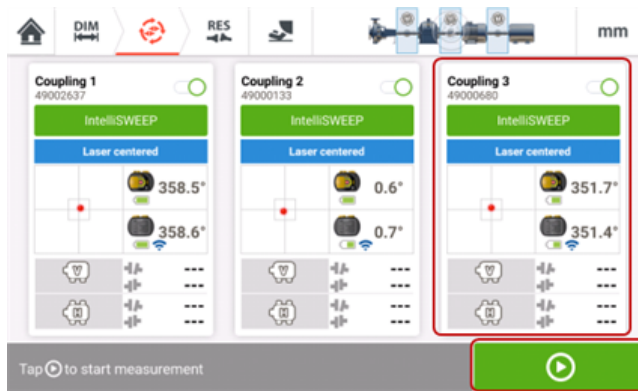 DIM
RES
mm
Coupling 1
49002637
IntelliSWEEP
Laser centered
358.5°
358.6°
V
---
---
H
---
---
Coupling 2
49000133
IntelliSWEEP
Laser centered
0.6°
0.7°
V
---
---
H
---
---
Coupling 3
49000680
IntelliSWEEP
Laser centered
351.7°
351.4°
V
---
---
H
---
---
Tap to start measurement